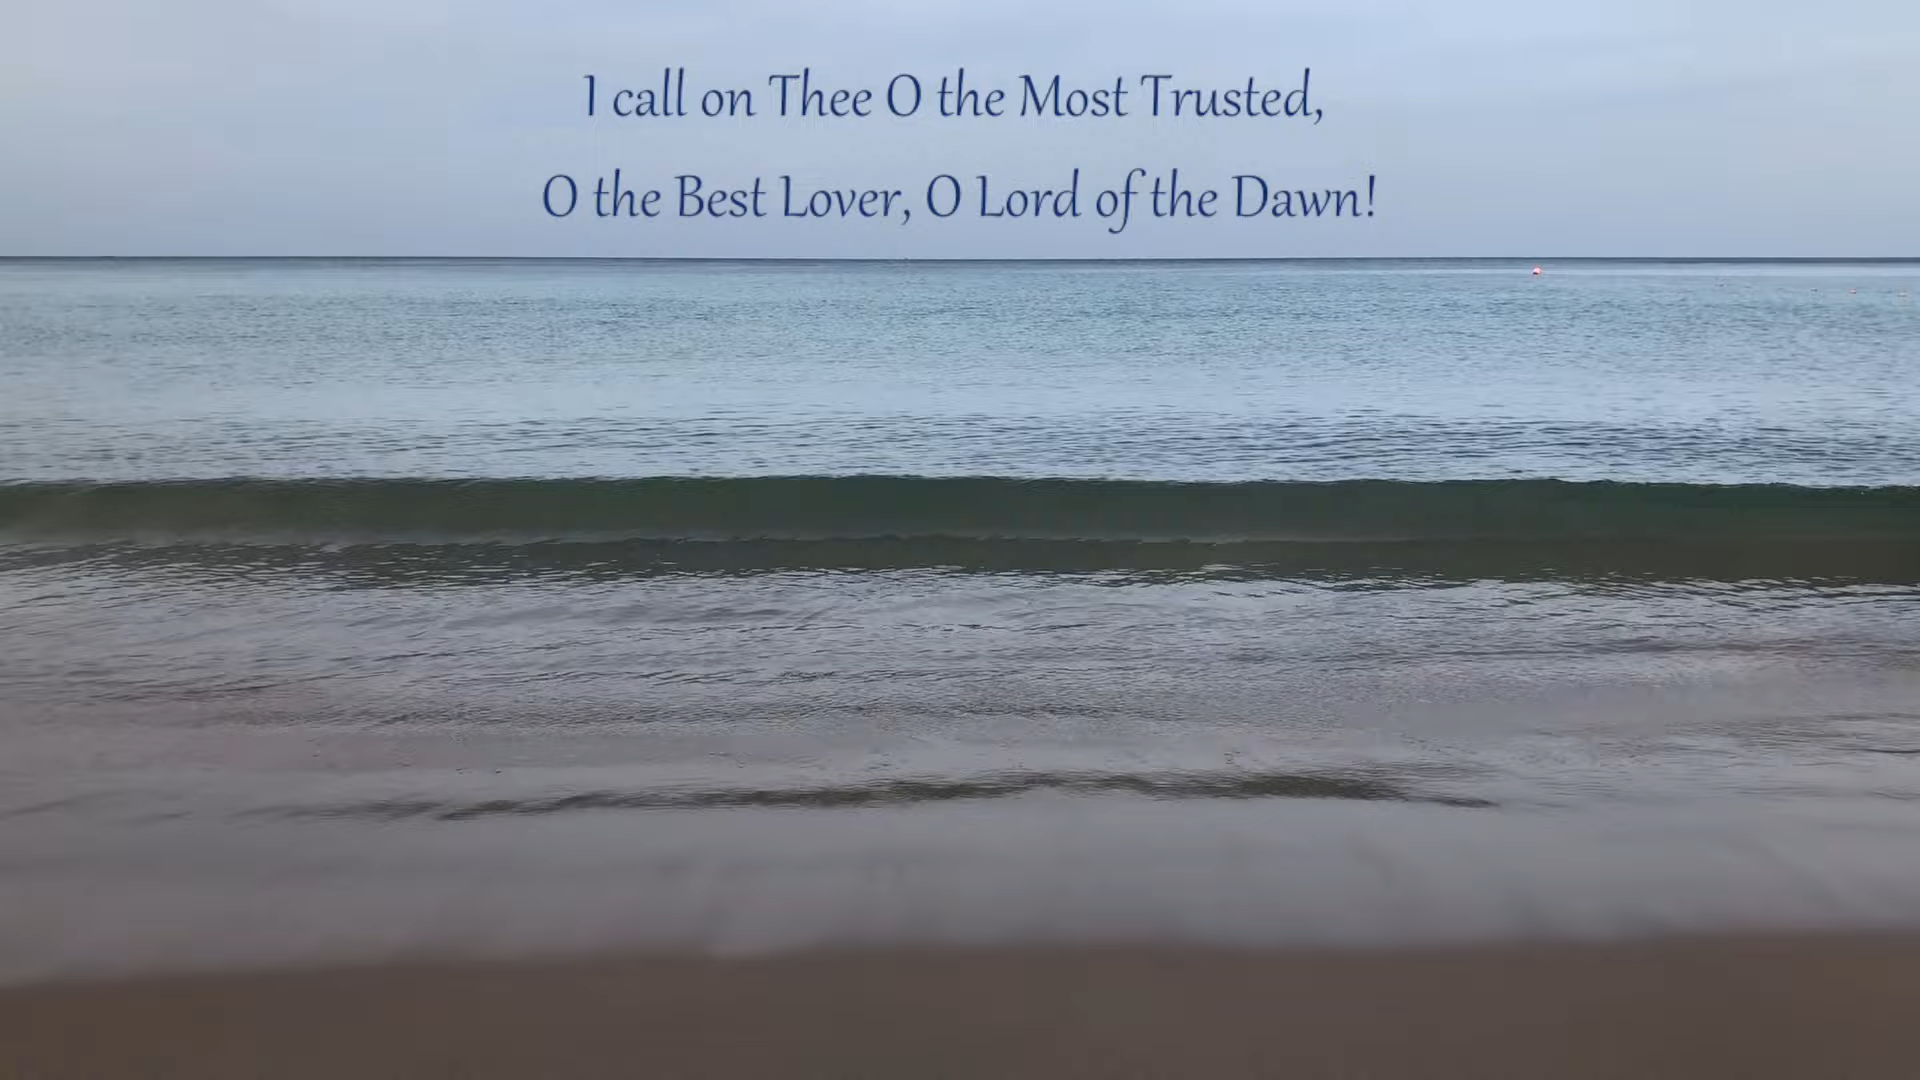 I call on Thee O the Most Trusted,
O the Best Lover, O Lord of the Dawn!